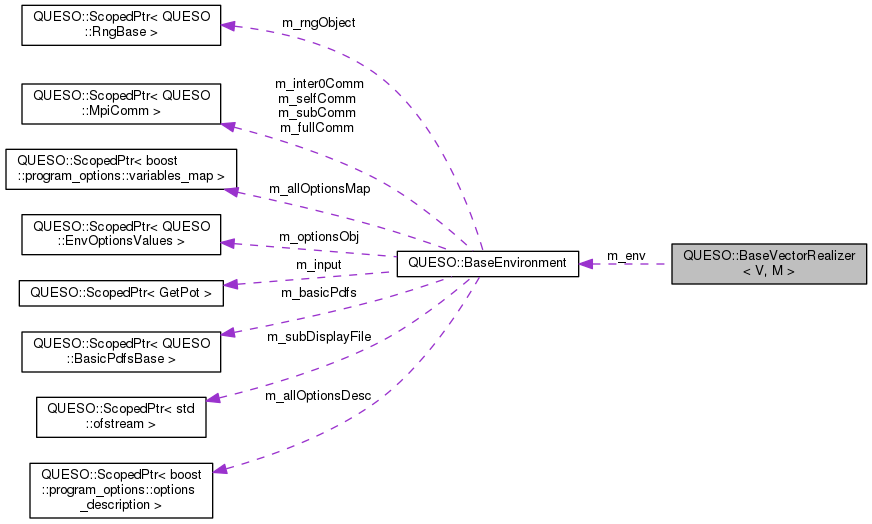 QUESO::ScopedPtr< QUESO
::RngBase >
m_rngObject
QUESO::ScopedPtr< QUESO
::MpiComm >
m_inter0Comm
m_selfComm
m_subComm
m_fullComm
QUESO::ScopedPtr< boost
::program_options::variables_map >
m_allOptionsMap
QUESO::ScopedPtr< QUESO
::EnvOptionsValues >
m_optionsObj
QUESO::BaseEnvironment
m_env
QUESO::BaseVectorRealizer
< V, M >
m_input
QUESO::ScopedPtr< GetPot >
m_basicPdfs
QUESO::ScopedPtr< QUESO
::BasicPdfsBase >
m_subDisplayFile
QUESO::ScopedPtr< std
::ofstream >
m_allOptionsDesc
QUESO::ScopedPtr< boost
::program_options::options
_description >